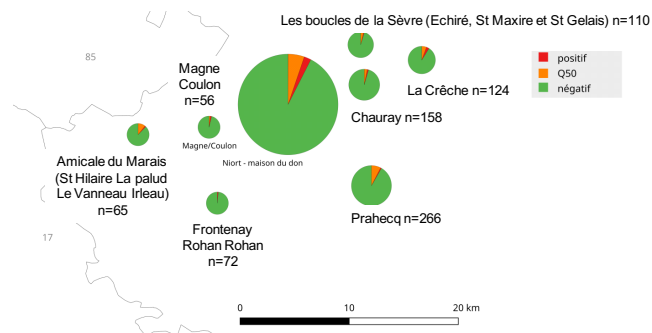 Les boucles de la Sèvre (Echiré, St Maxire et St Gelais) n=110
85
Magne
Coulon
n=56
positif
Q50
négatif
La Crêche n=124
Chauray n=158
Magne/Coulon
Niort - maison du don
Amicale du Marais
(St Hilaire La palud
Le Vanneau Irleau)
n=65
Prahecq n=266
Frontenay
Rohan Rohan
n=72
17
0
10
20 km